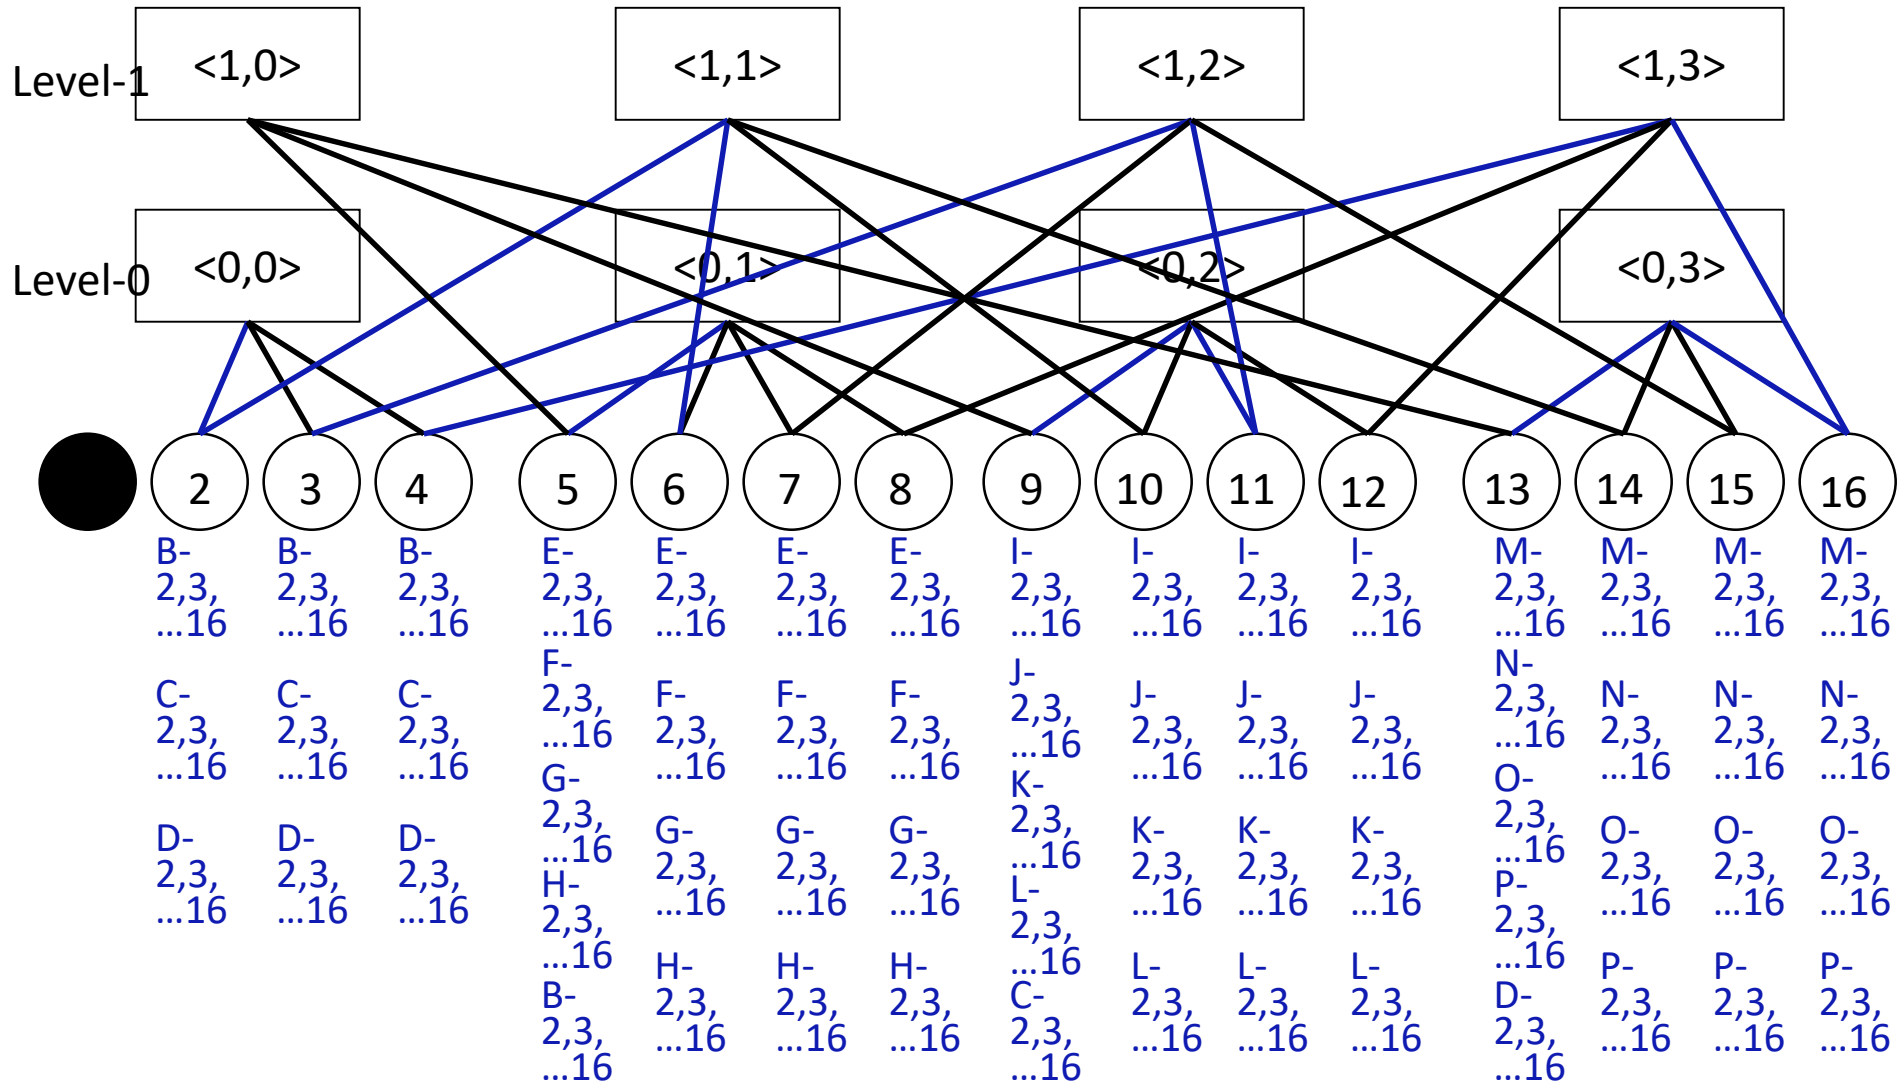 <1,0>
<1,1>
<1,2>
<1,3>
Level-1
<0,0>
<0,1>
<0,2>
<0,3>
Level-0
2
3
4
5
6
7
8
9
10
11
12
13
14
15
16
B-
2,3,
...16
C-
2,3,
...16
D-
2,3,
...16
B-
2,3,
...16
C-
2,3,
...16
D-
2,3,
...16
B-
2,3,
...16
C-
2,3,
...16
D-
2,3,
...16
E-
2,3,
...16
F-
2,3,
...16
G-
2,3,
...16
H-
2,3,
...16
B-
2,3,
...16
E-
2,3,
...16
F-
2,3,
...16
G-
2,3,
...16
H-
2,3,
...16
E-
2,3,
...16
F-
2,3,
...16
G-
2,3,
...16
H-
2,3,
...16
E-
2,3,
...16
F-
2,3,
...16
G-
2,3,
...16
H-
2,3,
...16
I-
2,3,
...16
J-
2,3,
...16
K-
2,3,
...16
L-
2,3,
...16
C-
2,3,
...16
I-
2,3,
...16
J-
2,3,
...16
K-
2,3,
...16
L-
2,3,
...16
I-
2,3,
...16
J-
2,3,
...16
K-
2,3,
...16
L-
2,3,
...16
I-
2,3,
...16
J-
2,3,
...16
K-
2,3,
...16
L-
2,3,
...16
M-
2,3,
...16
N-
2,3,
...16
O-
2,3,
...16
P-
2,3,
...16
D-
2,3,
...16
M-
2,3,
...16
N-
2,3,
...16
O-
2,3,
...16
P-
2,3,
...16
M-
2,3,
...16
N-
2,3,
...16
O-
2,3,
...16
P-
2,3,
...16
M-
2,3,
...16
N-
2,3,
...16
O-
2,3,
...16
P-
2,3,
...16